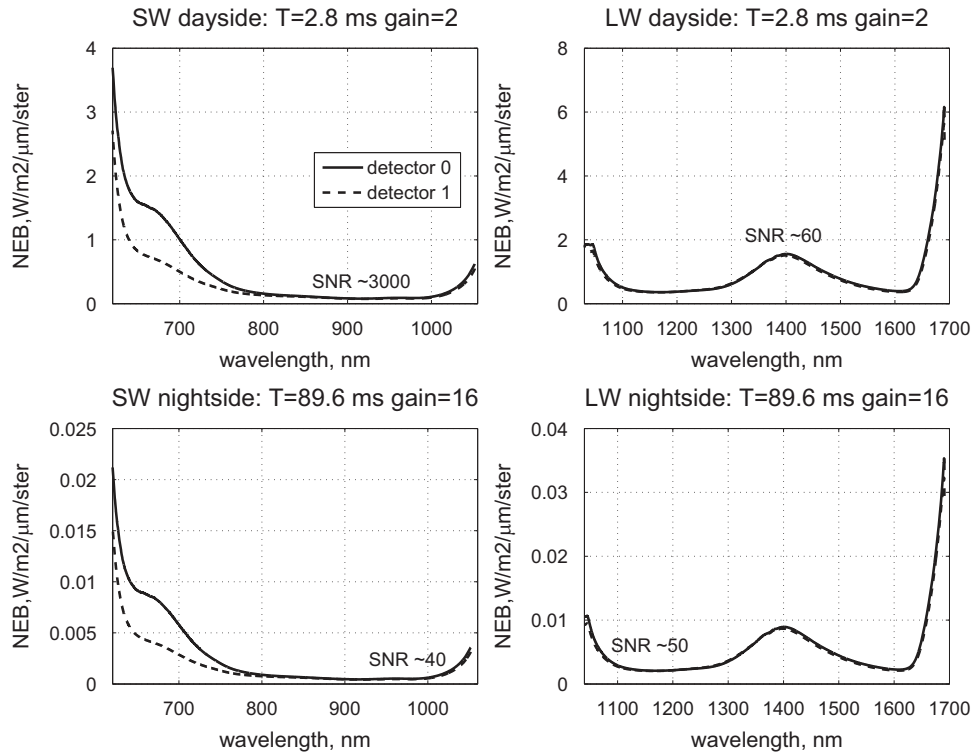 SW dayside: T=2.8 ms gain=2
NEB,W/m2/μm/ster
4
3
2
1
0
detector 0
detector 1
SNR ~3000
700
800
900
1000
wavelength, nm
LW dayside: T=2.8 ms gain=2
NEB,W/m2/μm/ster
8
6
4
2
0
SNR ~60
1100
1200
1300
1400
1500
1600
1700
wavelength, nm
SW nightside: T=89.6 ms gain=16
NEB,W/m2/μm/ster
0.025
0.02
0.015
0.01
0.005
0
SNR ~40
700
800
900
1000
wavelength, nm
LW nightside: T=89.6 ms gain=16
NEB,W/m2/μm/ster
0.04
0.03
0.02
0.01
0
SNR ~50
1100
1200
1300
1400
1500
1600
1700
wavelength, nm